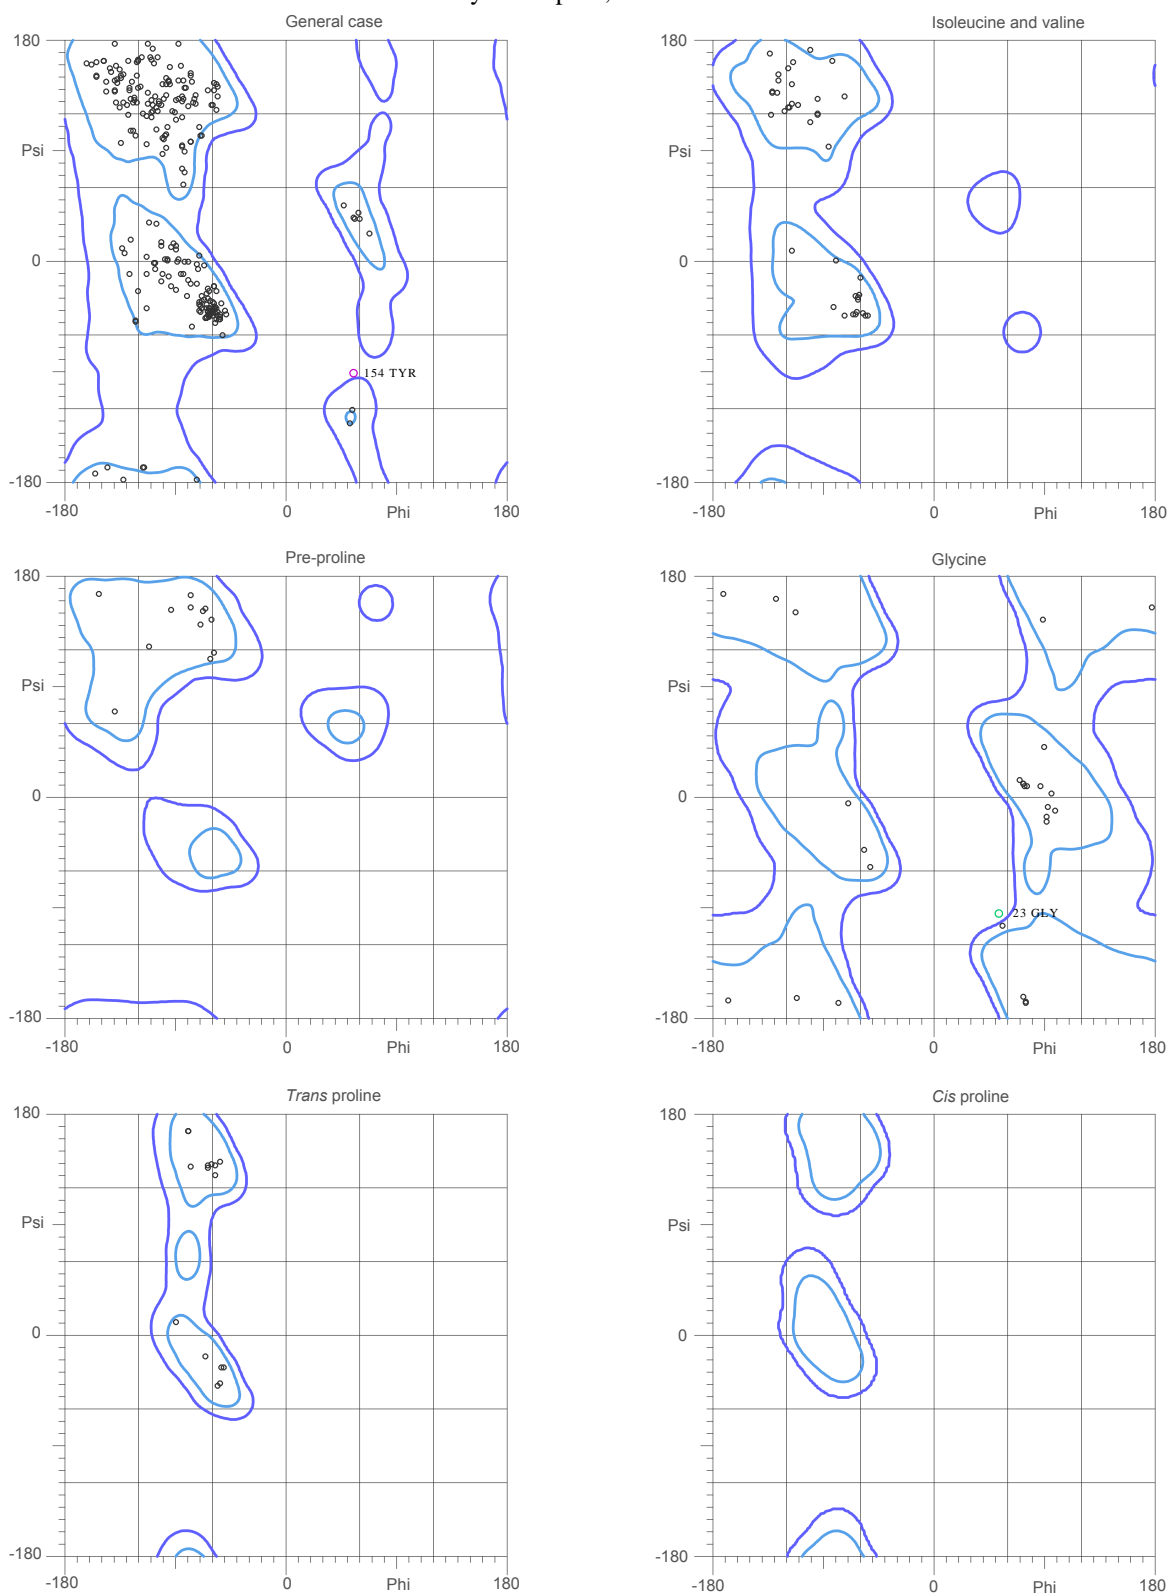 General case
180
Psi
0
-180
-180
0
Phi
180
154 TYR
Isoleucine and valine
180
Psi
0
-180
-180
0
Phi
180
Pre-proline
180
Psi
0
-180
-180
0
Phi
180
Glycine
180
Psi
0
-180
-180
0
Phi
180
23 GLY
Trans proline
180
Psi
0
-180
-180
0
Phi
180
Cis proline
180
Psi
0
-180
-180
0
Phi
180